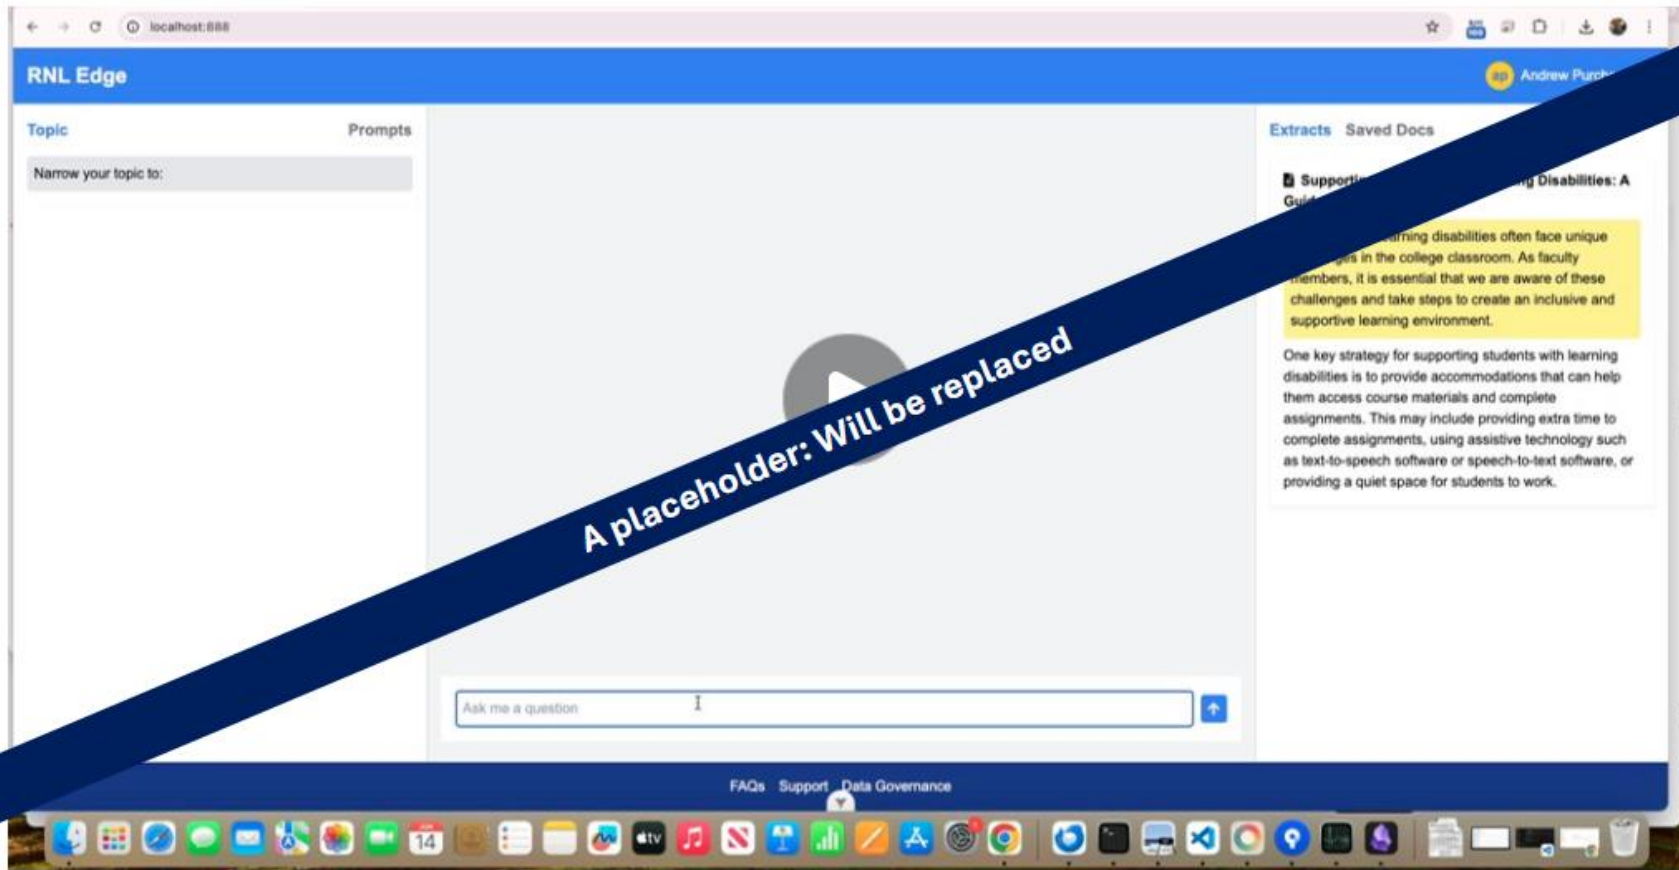 localhost:888
RNL Edge
ap Andrew
Topic Prompts
Narrow your topic to:
Extracts Saved Docs
Disabilities: A
learning disabilities often face unique
in the college classroom. As faculty
members, it is essential that we are aware of these
challenges and take steps to create an inclusive and
supportive learning environment.
One key strategy for supporting students with learning
disabilities is to provide accommodations that can help
them access course materials and complete
assignments. This may include providing extra time to
complete assignments, using assistive technology such
as text-to-speech software or speech-to-text software, or
providing a quiet space for students to work.
A placeholder: Will be replaced
Ask me a question
FAQs Support Data Governance
tv
14